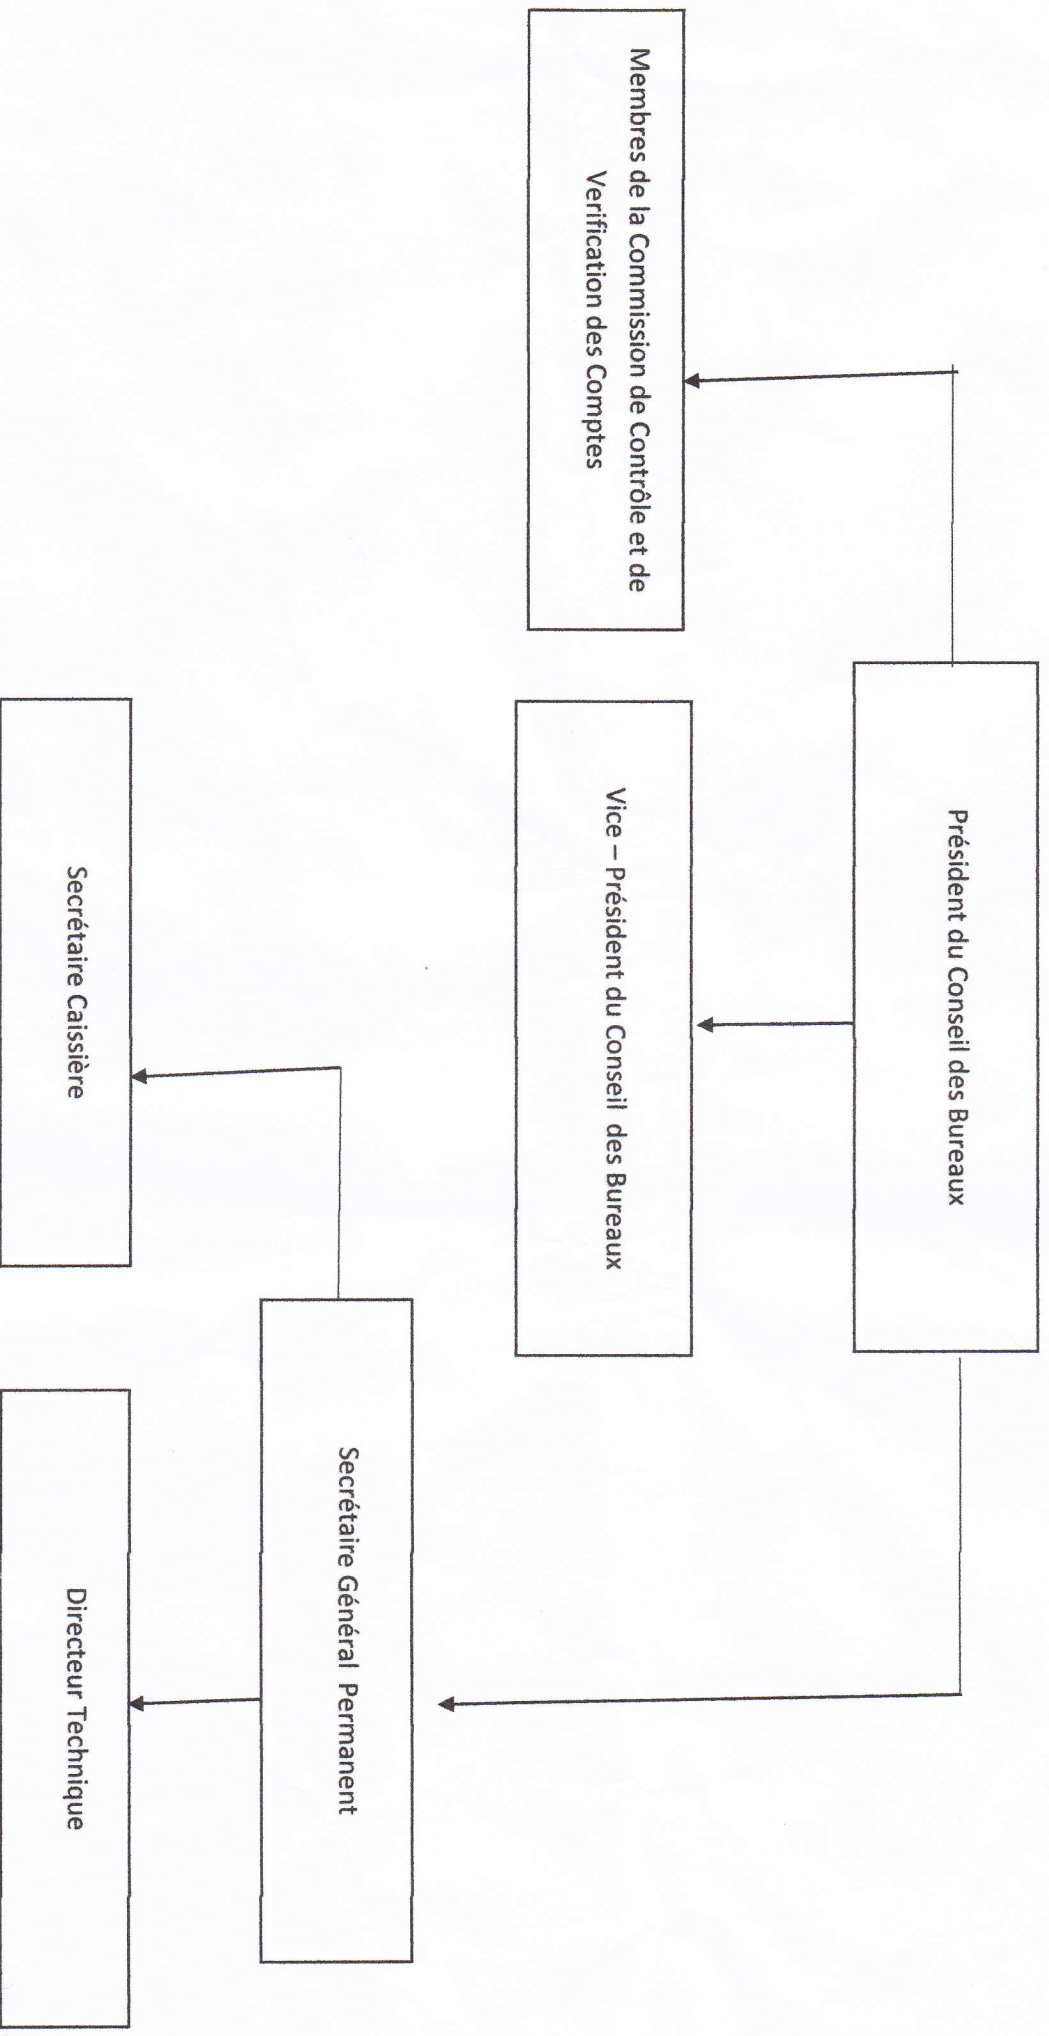 Président du Conseil des Bureaux
Membres de la Commission de Contrôle et de
Verification des Comptes
Vice – Président du Conseil des Bureaux
Secrétaire Général Permanent
Secrétaire Caissière
Directeur Technique